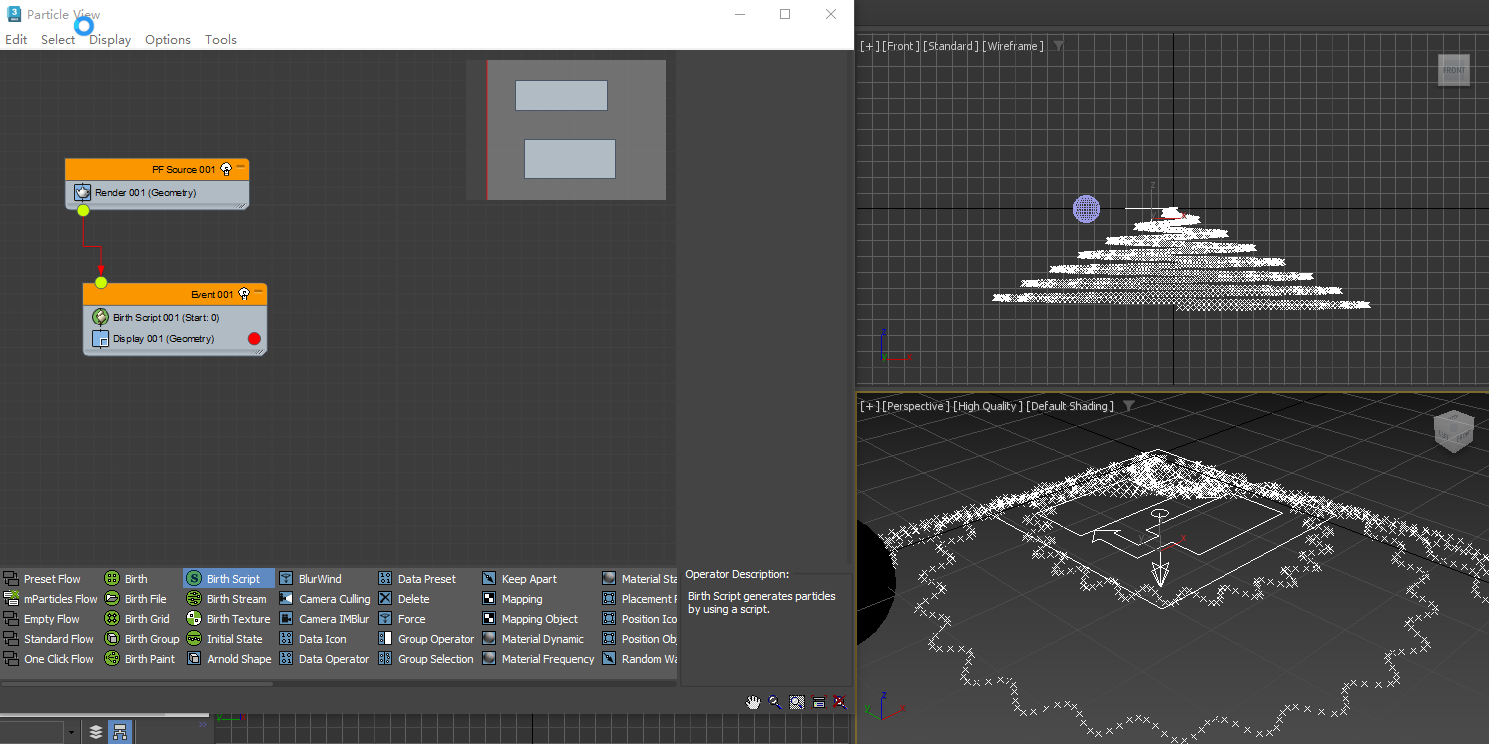 Particle View
Edit Select Display Options Tools
PF Source 001
Render 001 (Geometry)
Event 001
Birth Script 001 (Start: 0)
Display 001 (Geometry)
[+] [Front] [Standard] [Wireframe]
FRONT
z
x
z
y
x
[+] [Perspective] [High Quality] [Default Shading]
x
z
y
x
Preset Flow Birth Birth Script BlurWind Data Preset Keep Apart Material Sta
mParticles Flow Birth File Birth Stream Camera Culling Delete Mapping Placement
Empty Flow Birth Grid Birth Texture Camera IMBlur Force Mapping Object Position Ico
Standard Flow Birth Group Initial State Data Icon Group Operator Material Dynamic Position Ob
One Click Flow Birth Paint Arnold Shape Data Operator Group Selection Material Frequency Random Wa
Operator Description:
Birth Script generates particles
by using a script.